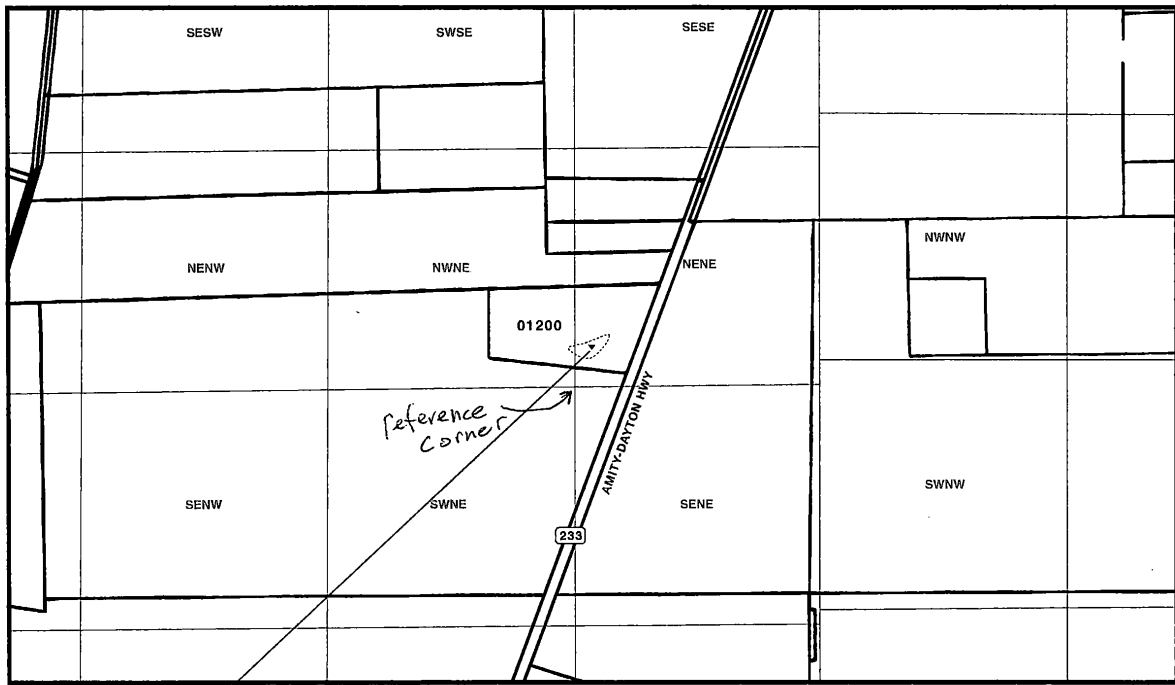 SESW
SWSE
SESE
NWNW
NENW
NWNE
NENE
01200
reference
corner
AMITY-DAYTON HWY
SENW
SWNE
SENE
SWNW
233